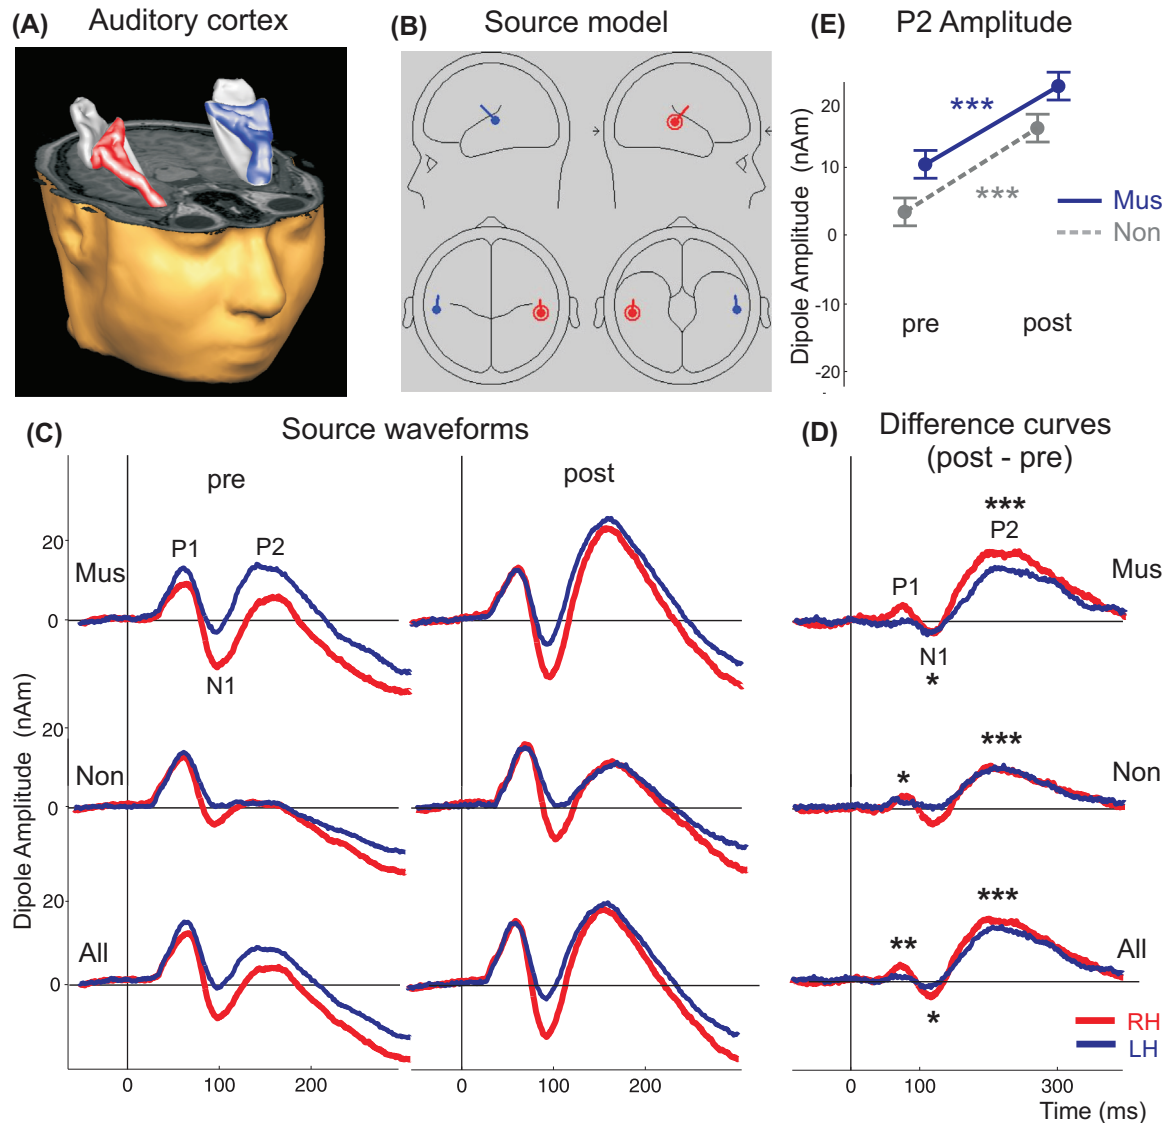 (A) Auditory cortex
(B) Source model
(E) P2 Amplitude
Dipole Amplitude (nAm)
20
10
0
-10
-20
***
***
Mus
Non
pre
post
(C) Source waveforms
pre
post
Mus
P1
P2
N1
20
0
Non
20
0
All
20
0
Dipole Amplitude (nAm)
Dipole Amplitude (nAm)
0
100
200
0
100
200
(D) Difference curves
(post - pre)
***
P2
P1
N1
*
Mus
***
*
Non
***
**
*
All
RH
LH
0
100
300
Time (ms)